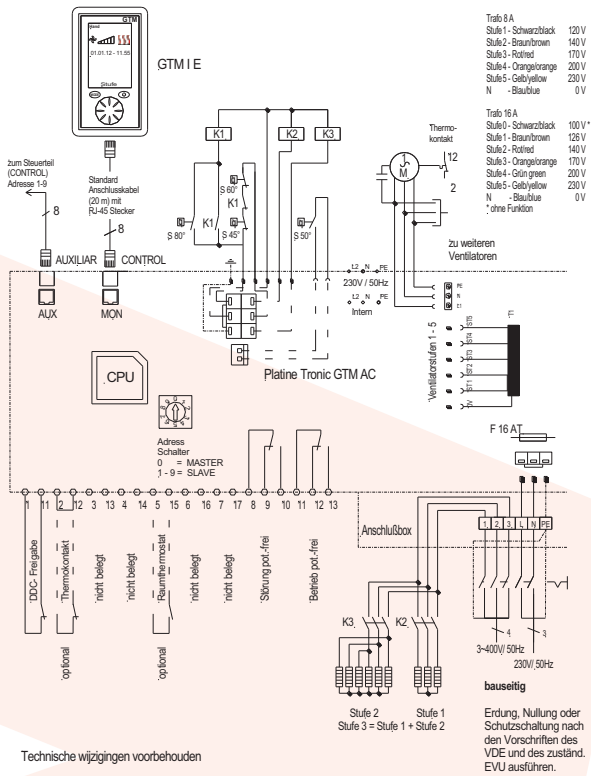 GTM
Hand
01.01.12 - 11.55
Stufe
GTM I E
Trafo 8 A
Stufe 1 - Schwarz/black 120 V
Stufe 2 - Braun/brown 140 V
Stufe 3 - Rot/red 170 V
Stufe 4 - Orange/orange 200 V
Stufe 5 - Gelb/yellow 230 V
N - Blau/blue 0 V
Trafo 16 A
Stufe 0 - Schwarz/black 100 V *
Stufe 1 - Braun/brown 126 V
Stufe 2 - Rot/red 140 V
Stufe 3 - Orange/orange 170 V
Stufe 4 - Grün green 200 V
Stufe 5 - Gelb/yellow 230 V
N - Blau/blue 0 V
* ohne Funktion
zum Steuerteil
(CONTROL)
Adresse 1-9
8
Standard
Anschlusskabel
(20 m) mit
RJ-45 Stecker
8
AUXILIAR
CONTROL
AUX
MON
K1
K2
K3
S 60°
K1
S 80°
K1
S 45°
S 50°
Thermo-
kontakt
1
M
12
2
zu weiteren
Ventilatoren
L2 N PE
230V / 50Hz
L2 N PE
Intern
PE
N
Platine Tronic GTM AC
Ventilatorstufen 1 - 5
ST5
ST4
ST3
ST2
ST1
0V
T1
CPU
Adress
Schalter
0 = MASTER
1 - 9 = SLAVE
F 16 AT
1 11 2 12 3 13 4 14 5 15 6 16 7 17 8 9 10 11 12 13
DDC- Freigabe
Thermokontakt
nicht belegt
nicht belegt
Raumthermostat
nicht belegt
nicht belegt
Störung pot.-frei
Betrieb pot.-frei
optional
optional
Anschlußbox
1 2 3 L N PE
K3
K2
4
3
3~400V/ 50Hz
230V/ 50Hz
Stufe 2
Stufe 1
Stufe 3 = Stufe 1 + Stufe 2
bauseitig
Erdung, Nullung oder
Schutzschaltung nach
den Vorschriften des
VDE und des zuständ.
EVU ausführen.
Technische wijzigingen voorbehouden